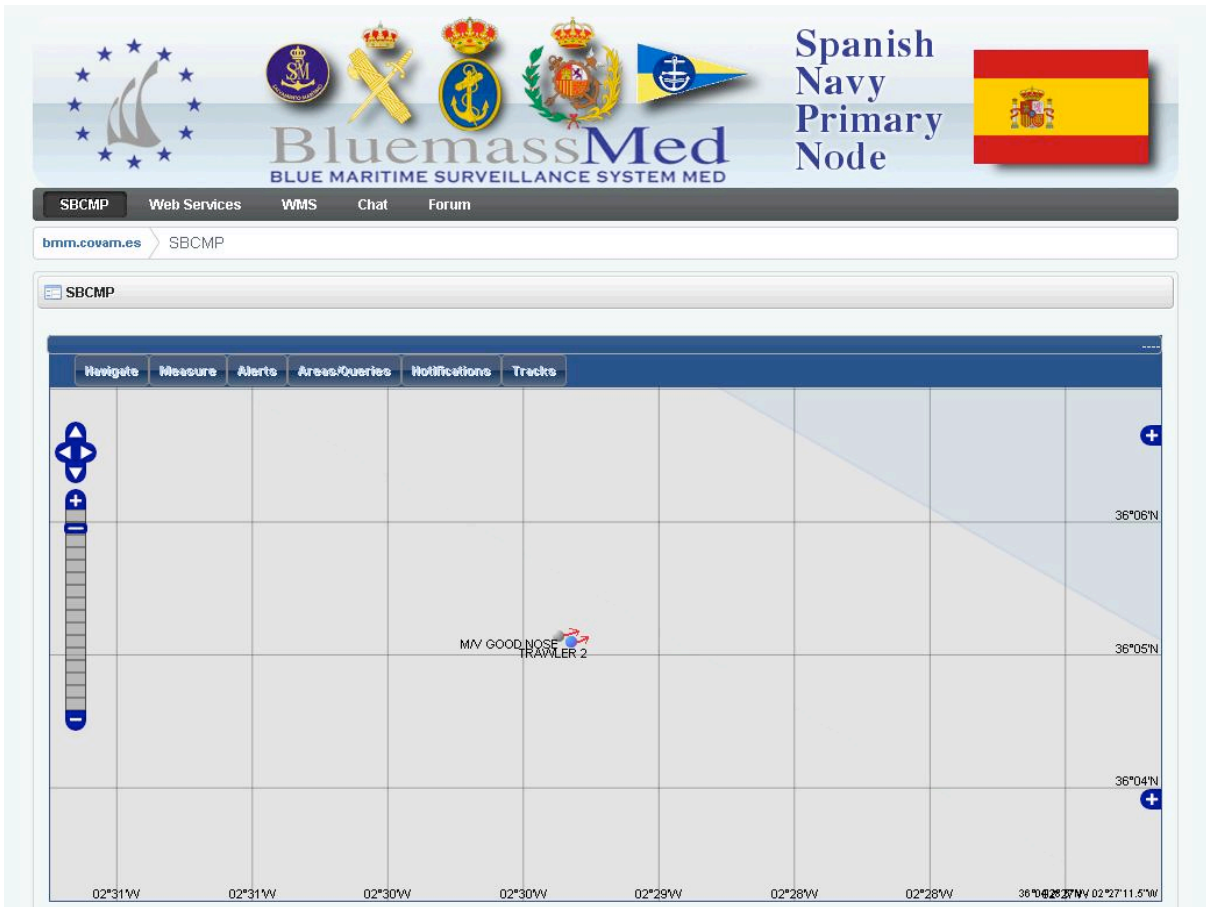 Spanish
Navy
Primary
Node
SM
BluemassMed
BLUE MARITIME SURVEILLANCE SYSTEM MED
SBCMP Web Services WMS Chat Forum
bmm.covam.es SBCMP
SBCMP
Navigate Measure Alerts Areas/Queries Notifications Tracks
36°06'N
M/V GOOD NOSE
TRAWLER 2
36°05'N
36°04'N
02°31'W 02°31'W 02°30'W 02°30'W 02°29'W 02°28'W 02°28'W 02°27'11.5"W